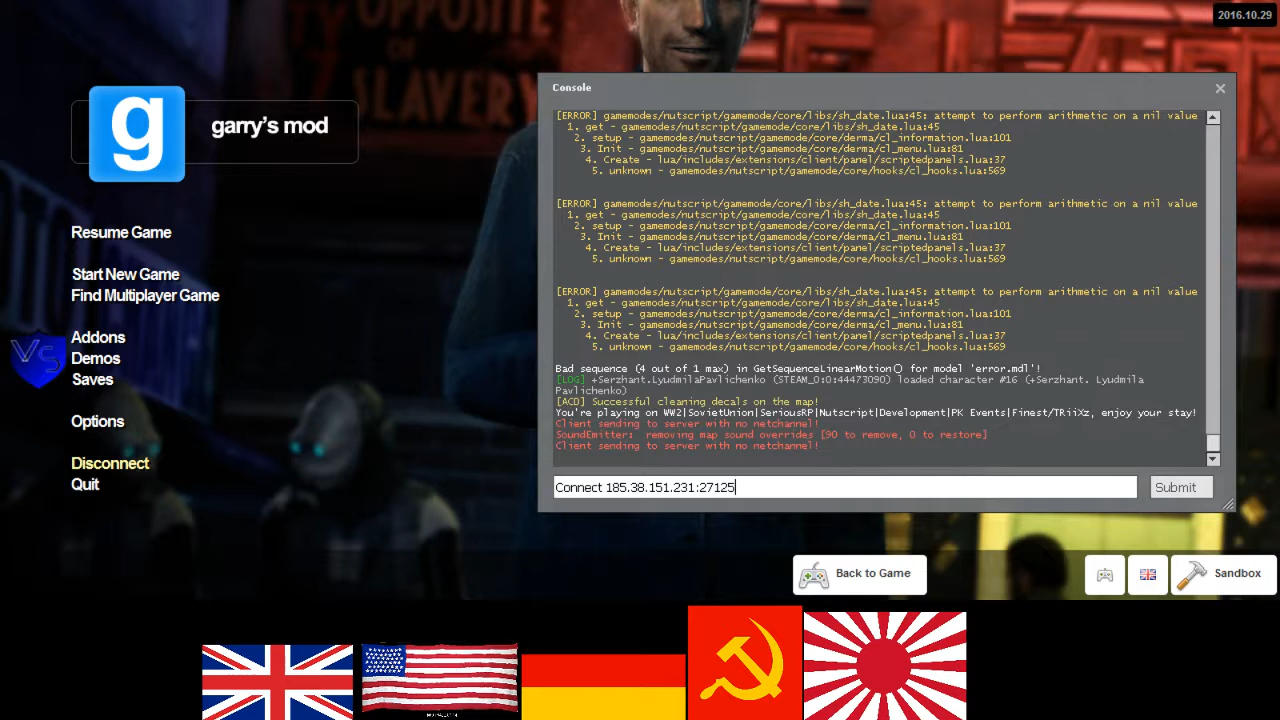 2016.10.29
OPPOSITE
OF
SLAVERY
g garry's mod
Resume Game
Start New Game
Find Multiplayer Game
VS
Addons
Demos
Saves
Options
Disconnect
Quit
Console
[ERROR] gamemodes/nutscript/gamemode/core/libs/sh_date.lua:45: attempt to perform arithmetic on a nil value
1. get - gamemodes/nutscript/gamemode/core/libs/sh_date.lua:45
2. setup - gamemodes/nutscript/gamemode/core/derma/cl_information.lua:101
3. Init - gamemodes/nutscript/gamemode/core/derma/cl_menu.lua:81
4. Create - lua/includes/extensions/client/panel/scriptedpanels.lua:37
5. unknown - gamemodes/nutscript/gamemode/core/hooks/cl_hooks.lua:569
[ERROR] gamemodes/nutscript/gamemode/core/libs/sh_date.lua:45: attempt to perform arithmetic on a nil value
1. get - gamemodes/nutscript/gamemode/core/libs/sh_date.lua:45
2. setup - gamemodes/nutscript/gamemode/core/derma/cl_information.lua:101
3. Init - gamemodes/nutscript/gamemode/core/derma/cl_menu.lua:81
4. Create - lua/includes/extensions/client/panel/scriptedpanels.lua:37
5. unknown - gamemodes/nutscript/gamemode/core/hooks/cl_hooks.lua:569
[ERROR] gamemodes/nutscript/gamemode/core/libs/sh_date.lua:45: attempt to perform arithmetic on a nil value
1. get - gamemodes/nutscript/gamemode/core/libs/sh_date.lua:45
2. setup - gamemodes/nutscript/gamemode/core/derma/cl_information.lua:101
3. Init - gamemodes/nutscript/gamemode/core/derma/cl_menu.lua:81
4. Create - lua/includes/extensions/client/panel/scriptedpanels.lua:37
5. unknown - gamemodes/nutscript/gamemode/core/hooks/cl_hooks.lua:569
Bad sequence (4 out of 1 max) in GetSequenceLinearMotion() for model 'error.mdl'!
[LOG] +Serzhant.LyudmilaPavlichenko (STEAM_0:0:44473090) loaded character #16 (+Serzhant. Lyudmila
Pavlichenko)
[ACD] Successful cleaning decals on the map!
You're playing on WW2|SovietUnion|SeriousRP|Nutscript|Development|PK Events|Finest/TRiiXz, enjoy your stay!
Client sending to server with no netchannel!
SoundEmitter: removing map sound overrides [90 to remove, 0 to restore]
Client sending to server with no netchannel!
Connect 185.38.151.231:27125
Submit
Back to Game
Sandbox